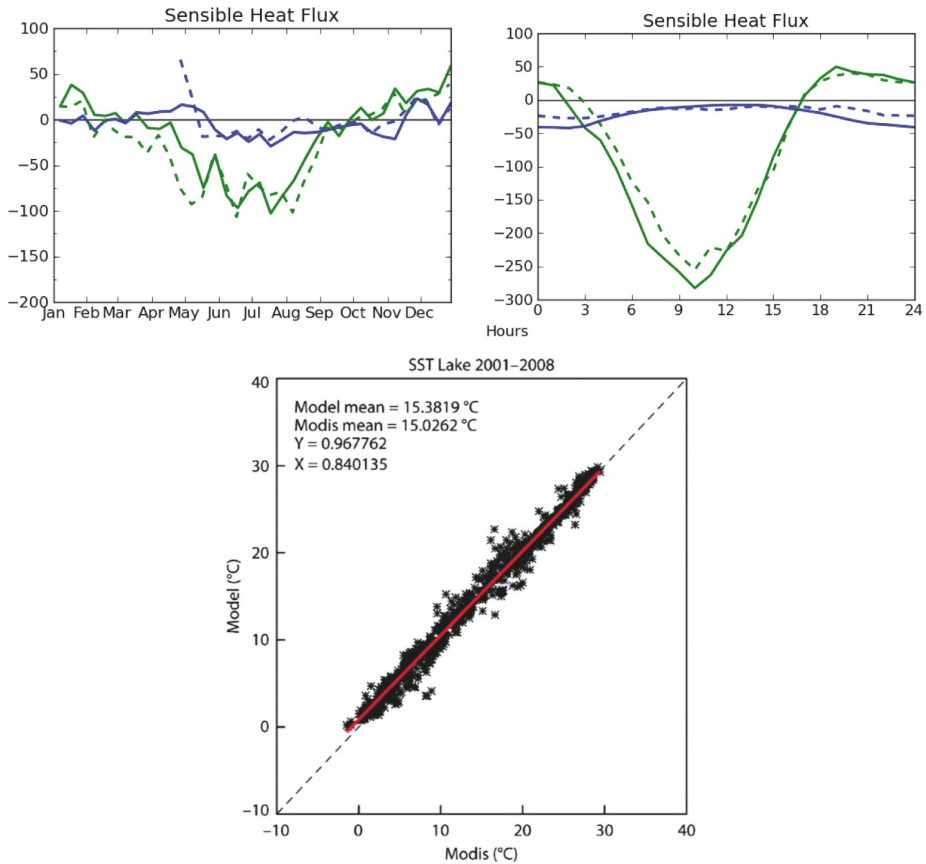 Sensible Heat Flux
100
50
0
−50
−100
−150
−200
Jan Feb Mar Apr May Jun Jul Aug Sep Oct Nov Dec
Sensible Heat Flux
100
50
0
−50
−100
−150
−200
−250
−300
0 3 6 9 12 15 18 21 24
Hours
SST Lake 2001–2008
Model mean = 15.3819 °C
Modis mean = 15.0262 °C
Y = 0.967762
X = 0.840135
40
30
20
10
0
−10
Model (°C)
−10 0 10 20 30 40
Modis (°C)